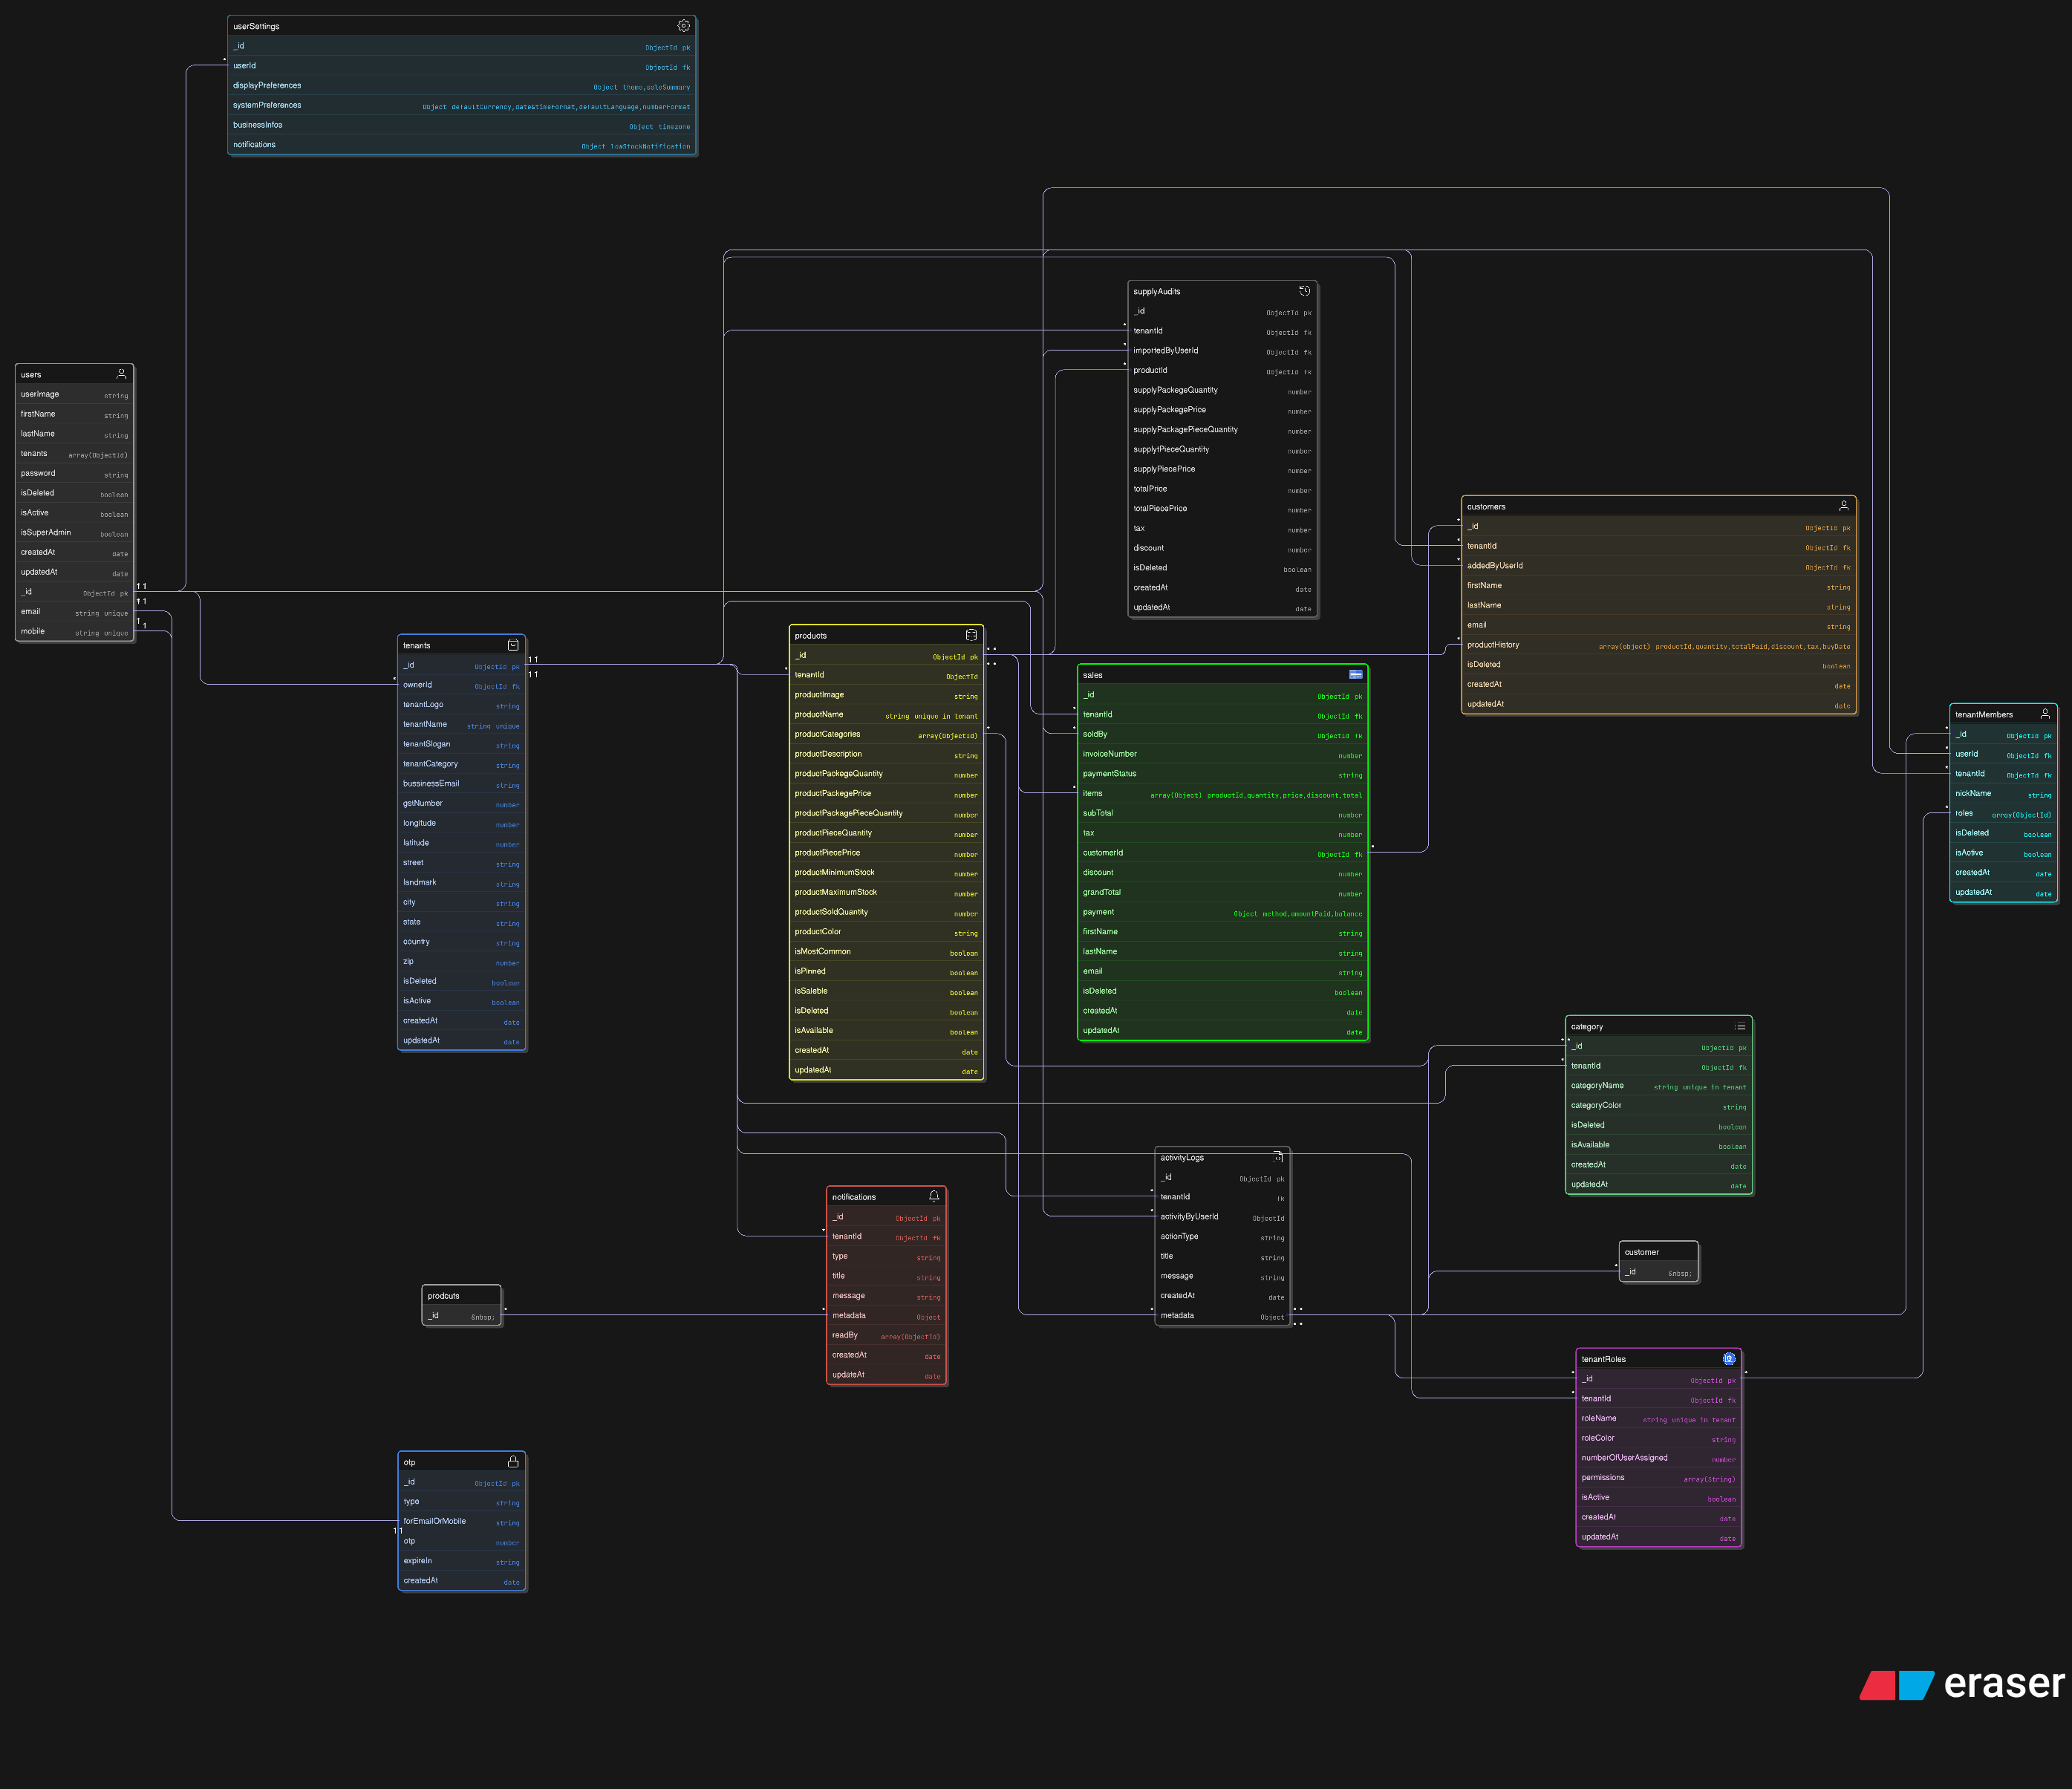 userSettings
_id ObjectId pk
userId ObjectId fk
displayPreferences Object theme,saleSummary
systemPreferences Object defaultCurrency,date&timeFormat,defaultLanguage,numberFormat
businessInfos Object timezone
notifications Object lowStockNotification
supplyAudits
_id ObjectId pk
tenantId ObjectId fk
importedByUserId ObjectId fk
productId ObjectId fk
supplyPackegeQuantity number
supplyPackegePrice number
supplyPackagePieceQuantity number
supplytPieceQuantity number
supplyPiecePrice number
totalPrice number
totalPiecePrice number
tax number
discount number
isDeleted boolean
createdAt date
updatedAt date
users
userImage string
firstName string
lastName string
tenants array(ObjectId)
password string
isDeleted boolean
isActive boolean
isSuperAdmin boolean
createdAt date
updatedAt date
_id ObjectId pk
email string unique
mobile string unique
1 1
1 1
1
1
customers
_id ObjectId pk
tenantId ObjectId fk
addedByUserId ObjectId fk
firstName string
lastName string
email string
productHistory array(object) productId,quantity,totalPaid,discount,tax,buyDate
isDeleted boolean
createdAt date
updatedAt date
tenants
_id ObjectId pk
ownerId ObjectId fk
tenantLogo string
tenantName string unique
tenantSlogan string
tenantCategory string
bussinessEmail string
gstNumber number
longitude number
latitude number
street string
landmark string
city string
state string
country string
zip number
isDeleted boolean
isActive boolean
createdAt date
updatedAt date
1 1
1 1
products
_id ObjectId pk
tenantId ObjectId
productImage string
productName string unique in tenant
productCategories array(ObjectId)
productDescription string
productPackegeQuantity number
productPackegePrice number
productPackagePieceQuantity number
productPieceQuantity number
productPiecePrice number
productMinimumStock number
productMaximumStock number
productSoldQuantity number
productColor string
isMostCommon boolean
isPinned boolean
isSaleble boolean
isDeleted boolean
isAvailable boolean
createdAt date
updatedAt date
sales
_id ObjectId pk
tenantId ObjectId fk
soldBy ObjectId fk
invoiceNumber number
paymentStatus string
items array(Object) productId,quantity,price,discount,total
subTotal number
tax number
customerId ObjectId fk
discount number
grandTotal number
payment Object method,amountPaid,balance
firstName string
lastName string
email string
isDeleted boolean
createdAt date
updatedAt date
tenantMembers
_id ObjectId pk
userId ObjectId fk
tenantId ObjectId fk
nickName string
roles array(ObjectId)
isDeleted boolean
isActive boolean
createdAt date
updatedAt date
category
_id ObjectId pk
tenantId ObjectId fk
categoryName string unique in tenant
categoryColor string
isDeleted boolean
isAvailable boolean
createdAt date
updatedAt date
activityLogs
_id ObjectId pk
tenantId fk
activityByUserId ObjectId
actionType string
title string
message string
createdAt date
metadata Object
notifications
_id ObjectId pk
tenantId ObjectId fk
type string
title string
message string
metadata Object
readBy array(ObjectId)
createdAt date
updateAt date
customer
_id &nbsp;
prodcuts
_id &nbsp;
tenantRoles
_id ObjectId pk
tenantId ObjectId fk
roleName string unique in tenant
roleColor string
numberOfUserAssigned number
permissions array(String)
isActive boolean
createdAt date
updatedAt date
otp
_id ObjectId pk
type string
forEmailOrMobile string
otp number
expireIn string
createdAt date
1 1
eraser